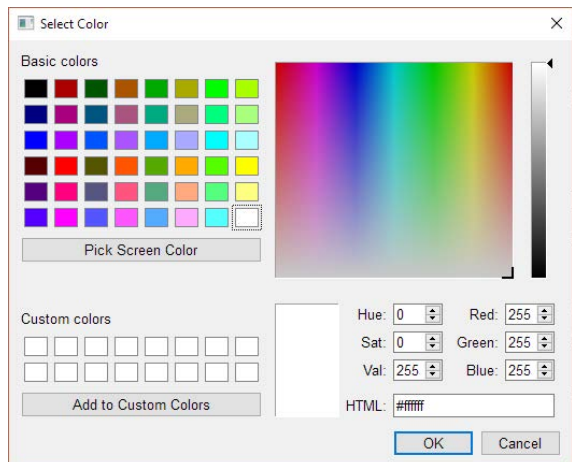 Select Color
Basic colors
Pick Screen Color
Custom colors
Add to Custom Colors
Hue: 0 Red: 255
Sat: 0 Green: 255
Val: 255 Blue: 255
HTML: #ffffff
OK Cancel